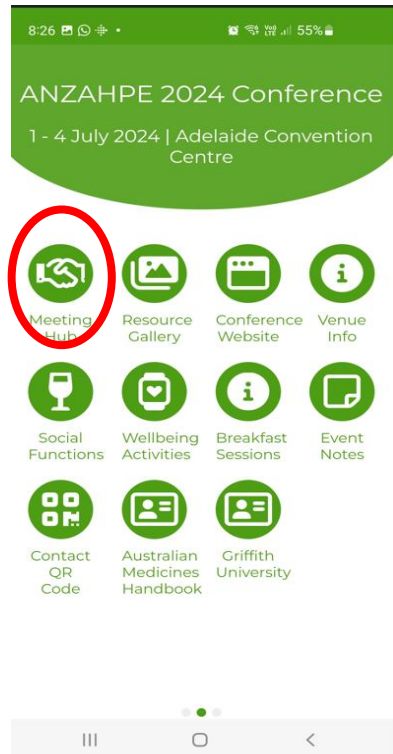 8:26
55%
ANZAHPE 2024 Conference
1 - 4 July 2024 | Adelaide Convention
Centre
Meeting
Hub
Resource
Gallery
Conference
Website
Venue
Info
Social
Functions
Wellbeing
Activities
Breakfast
Sessions
Event
Notes
Contact
QR
Code
Australian
Medicines
Handbook
Griffith
University